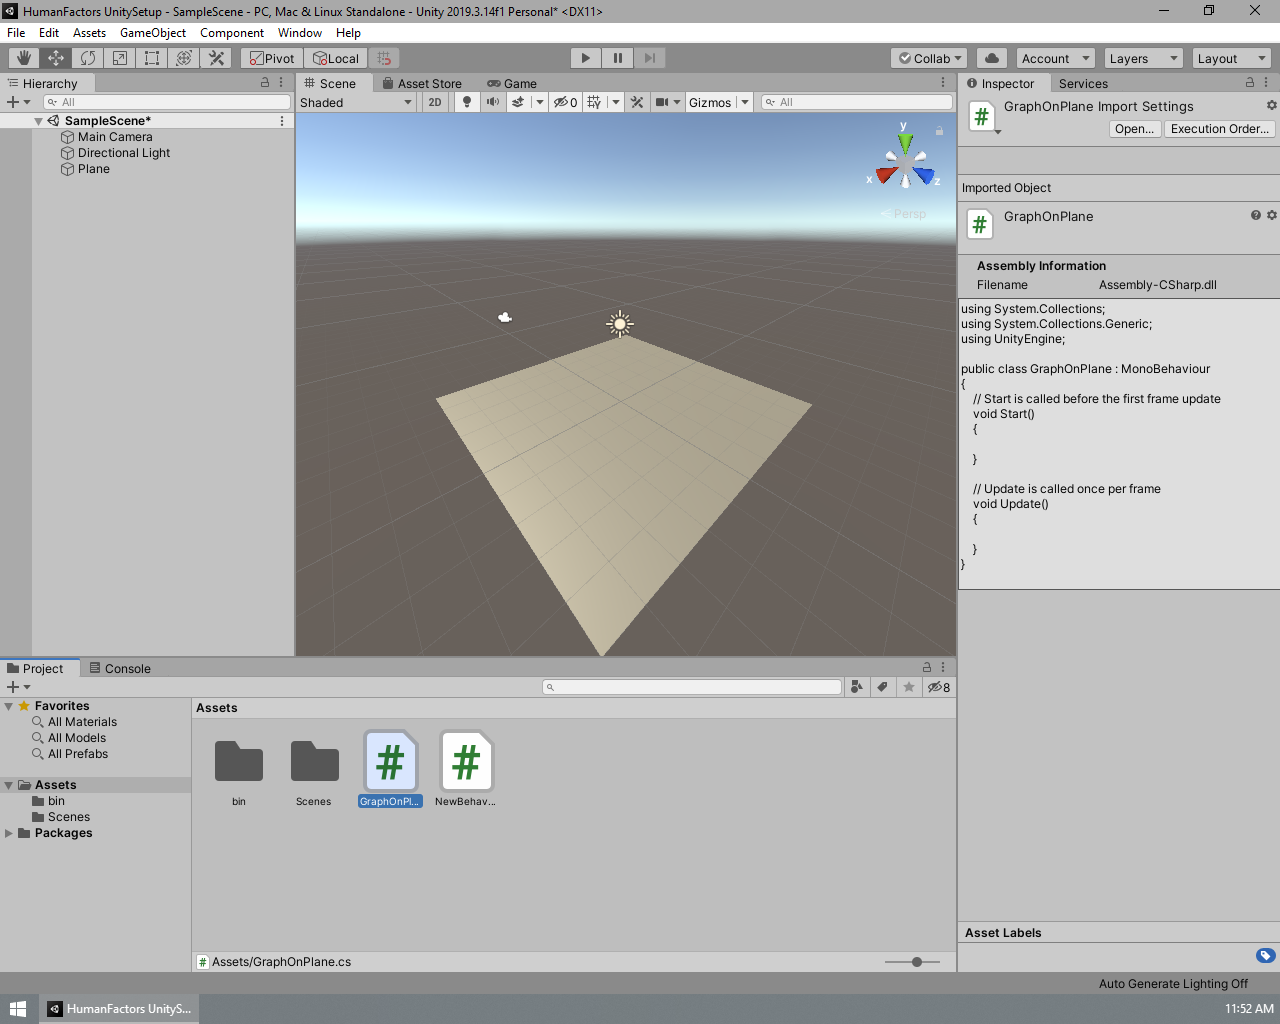 HumanFactors UnitySetup - SampleScene - PC, Mac & Linux Standalone - Unity 2019.3.14f1 Personal* <DX11>
File Edit Assets GameObject Component Window Help
Pivot Local Collab Account Layers Layout
Hierarchy
All
SampleScene*
Main Camera
Directional Light
Plane
Scene Asset Store Game
Shaded 2D 0 Gizmos All
y
x
z
Persp
Inspector Services
GraphOnPlane Import Settings
Open... Execution Order...
Imported Object
GraphOnPlane
Assembly Information
Filename Assembly-CSharp.dll
using System.Collections;
using System.Collections.Generic;
using UnityEngine;
public class GraphOnPlane : MonoBehaviour
{
// Start is called before the first frame update
void Start()
{
}
// Update is called once per frame
void Update()
{
}
}
Project Console
8
Favorites
All Materials
All Models
All Prefabs
Assets
bin
Scenes
Packages
Assets
bin Scenes GraphOnPl... NewBehav...
Assets/GraphOnPlane.cs
Asset Labels
Auto Generate Lighting Off
HumanFactors UnityS...
11:52 AM